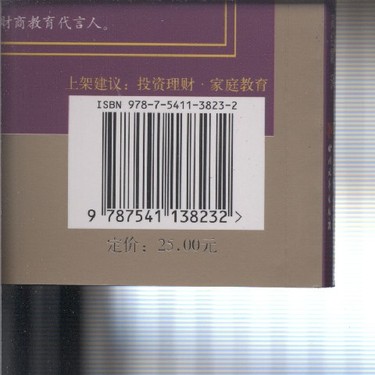 财商教育代言人。
上架建议：投资理财·家庭教育
ISBN 978-7-5411-3823-2
9 787541 138232>
定价：25.00元